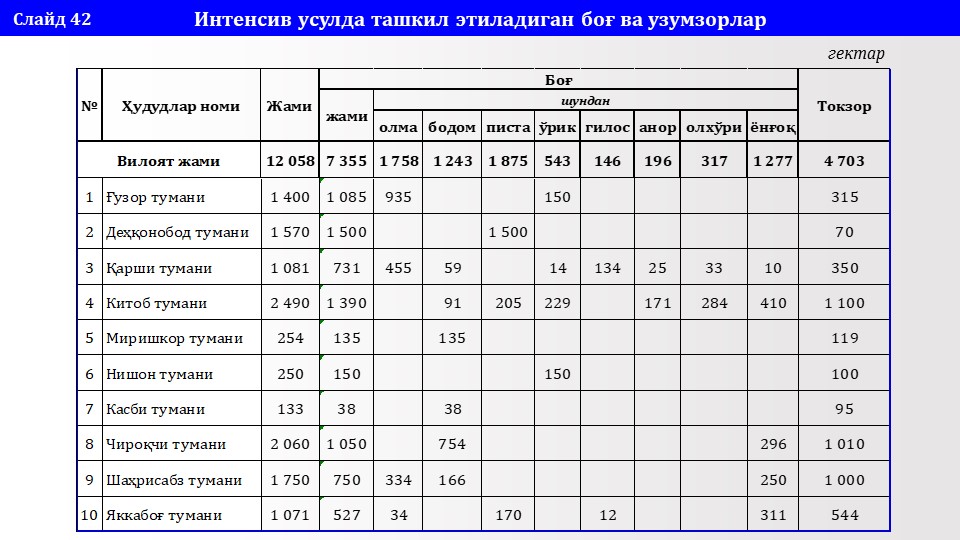 Слайд 42 Интенсив усулда ташкил этиладиган боғ ва узумзорлар
гектар
№ Ҳудудлар номи Жами Боғ Токзор
жами шундан
олма бодом писта ўрик гилос анор олхўри ёнғоқ
Вилоят жами 12 058 7 355 1 758 1 243 1 875 543 146 196 317 1 277 4 703
1 Ғузор тумани 1 400 1 085 935 150 315
2 Деҳқонобод тумани 1 570 1 500 1 500 70
3 Қарши тумани 1 081 731 455 59 14 134 25 33 10 350
4 Китоб тумани 2 490 1 390 91 205 229 171 284 410 1 100
5 Миришкор тумани 254 135 135 119
6 Нишон тумани 250 150 150 100
7 Касби тумани 133 38 38 95
8 Чироқчи тумани 2 060 1 050 754 296 1 010
9 Шаҳрисабз тумани 1 750 750 334 166 250 1 000
10 Яккабоғ тумани 1 071 527 34 170 12 311 544